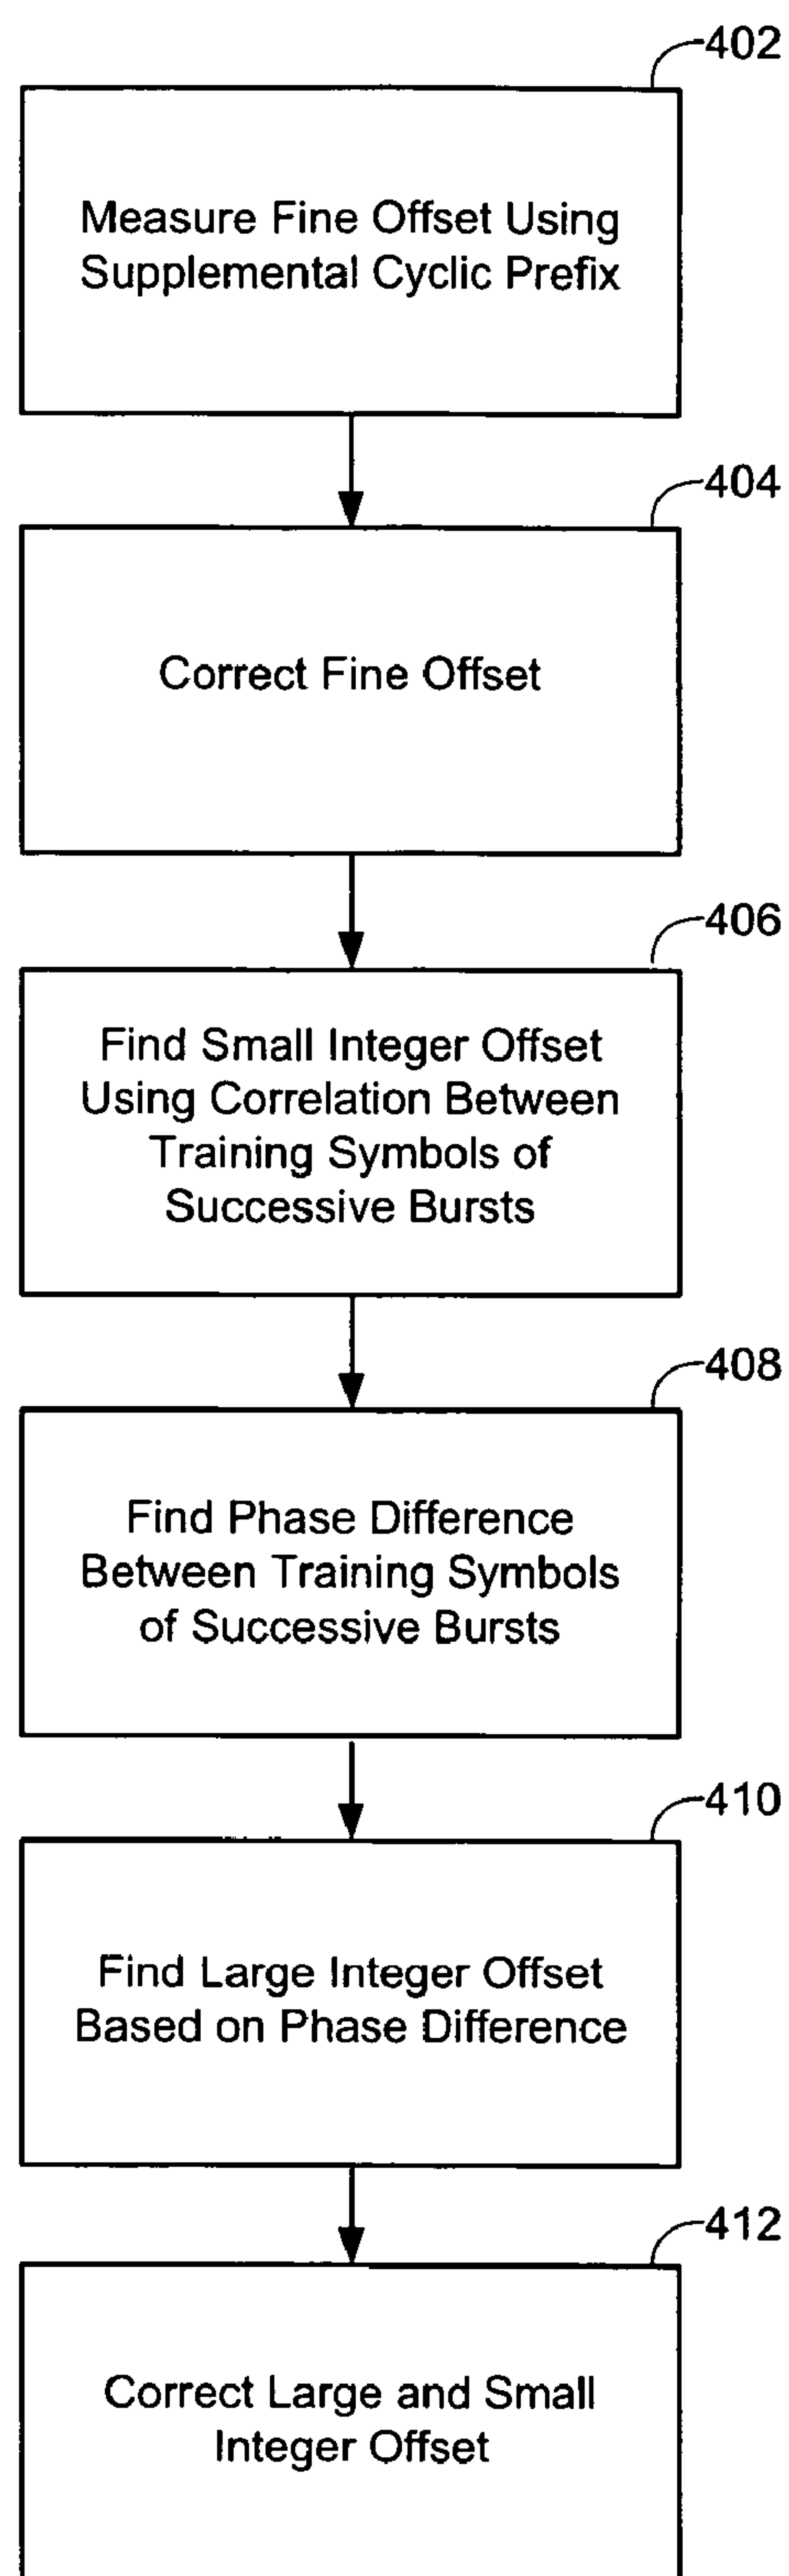 402
Measure Fine Offset Using
Supplemental Cyclic Prefix
404
Correct Fine Offset
406
Find Small Integer Offset
Using Correlation Between
Training Symbols of
Successive Bursts
408
Find Phase Difference
Between Training Symbols
of Successive Bursts
410
Find Large Integer Offset
Based on Phase Difference
412
Correct Large and Small
Integer Offset